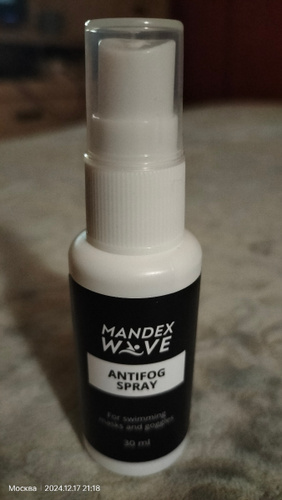 MANDEX
WAVE
ANTIFOG
SPRAY
For swimming
masks and goggles
30 ml
Москва 2024.12.17 21:18